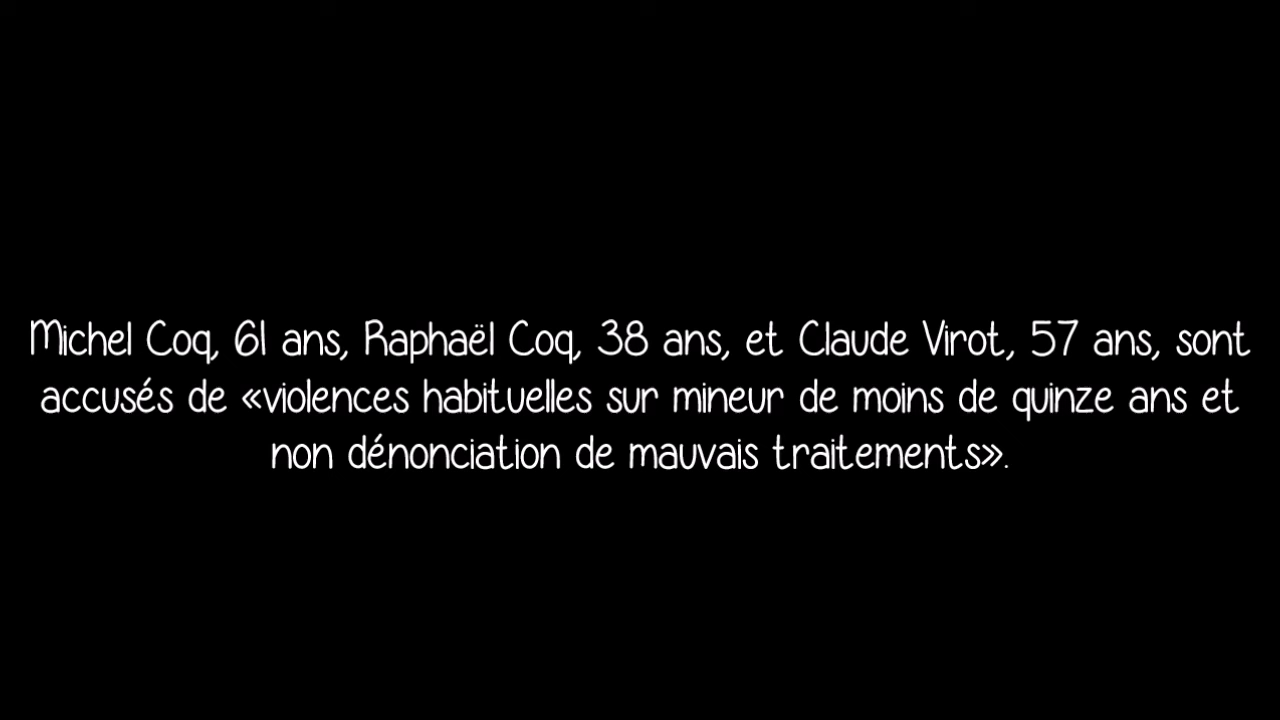 Michel Coq, 61 ans, Raphaël Coq, 38 ans, et Claude Virot, 57 ans, sont
accusés de «violences habituelles sur mineur de moins de quinze ans et
non dénonciation de mauvais traitements».